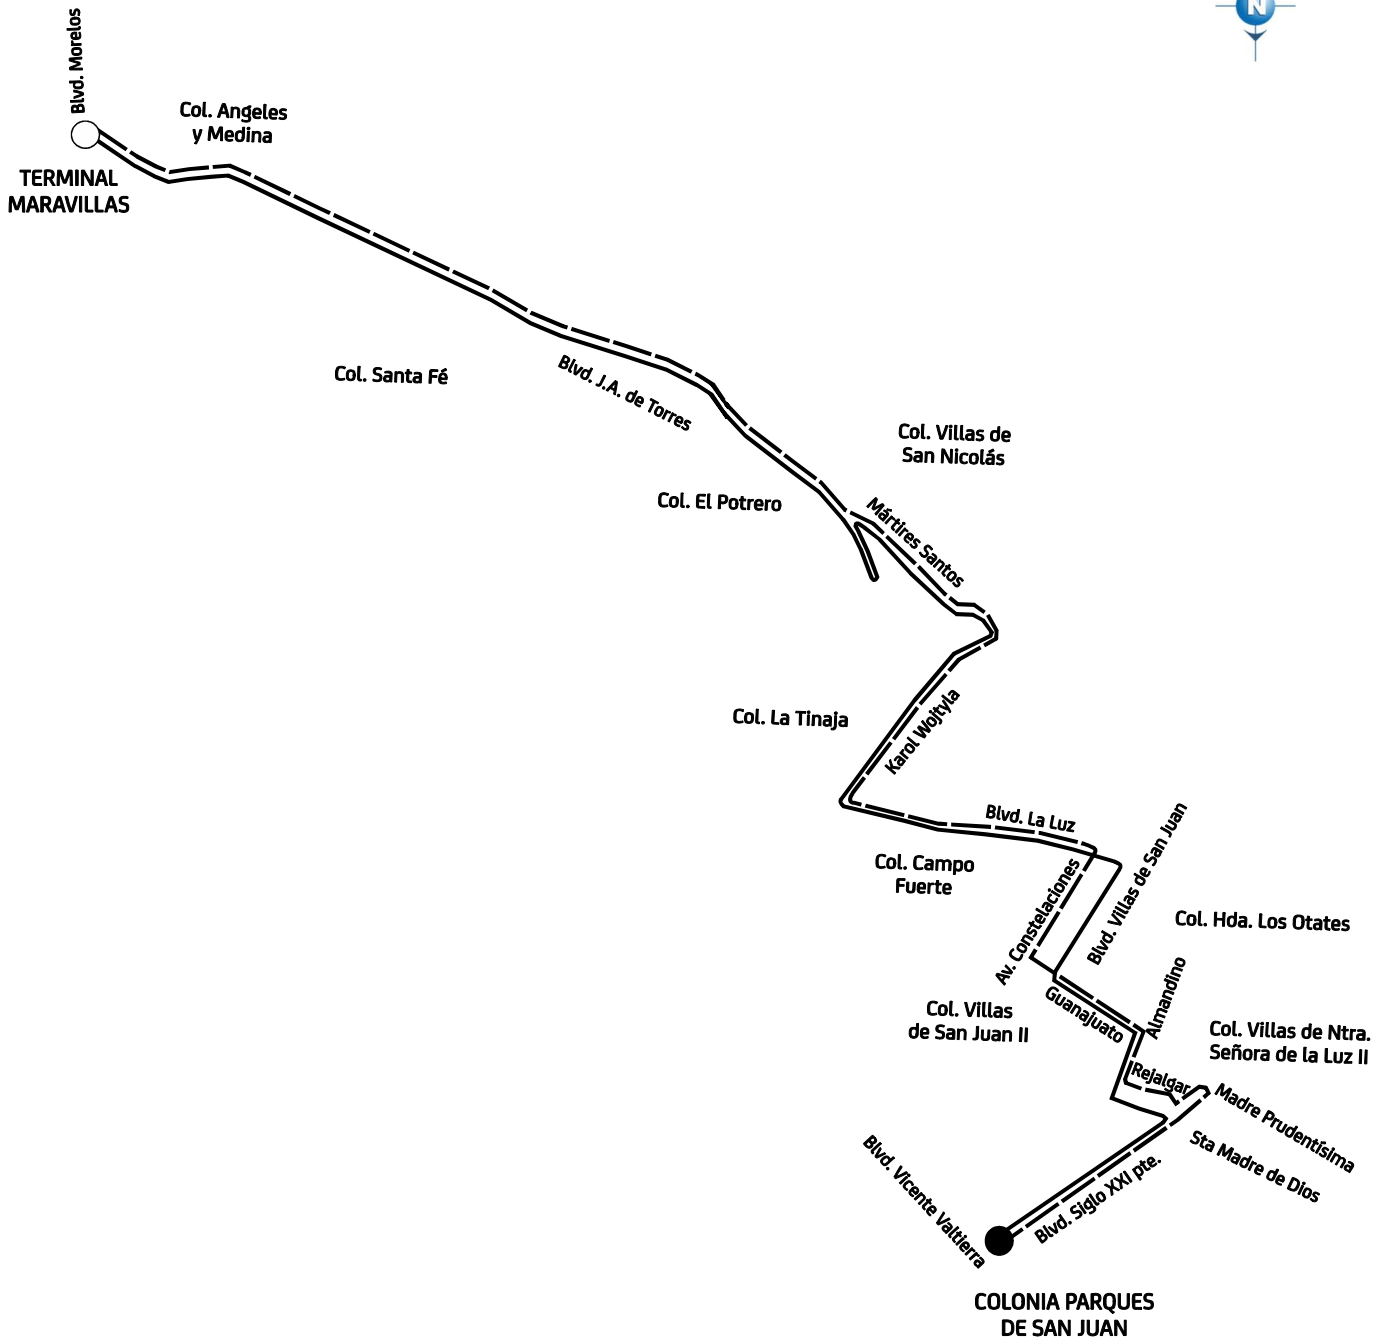 N
Blvd. Morelos
Col. Angeles
y Medina
TERMINAL
MARAVILLAS
Col. Santa Fé
Blvd. J.A. de Torres
Col. Villas de
San Nicolás
Col. El Potrero
Mártires Santos
Col. La Tinaja
Karol Wojtyla
Blvd. La Luz
Col. Campo
Fuerte
Av. Constelaciones
Blvd. Villas de San Juan
Col. Hda. Los Otates
Col. Villas
de San Juan II
Guanajuato
Almandino
Col. Villas de Ntra.
Señora de la Luz II
Rejalgar
Madre Prudentísima
Sta Madre de Dios
Blvd. Vicente Valtierra
Blvd. Siglo XXI pte.
COLONIA PARQUES
DE SAN JUAN